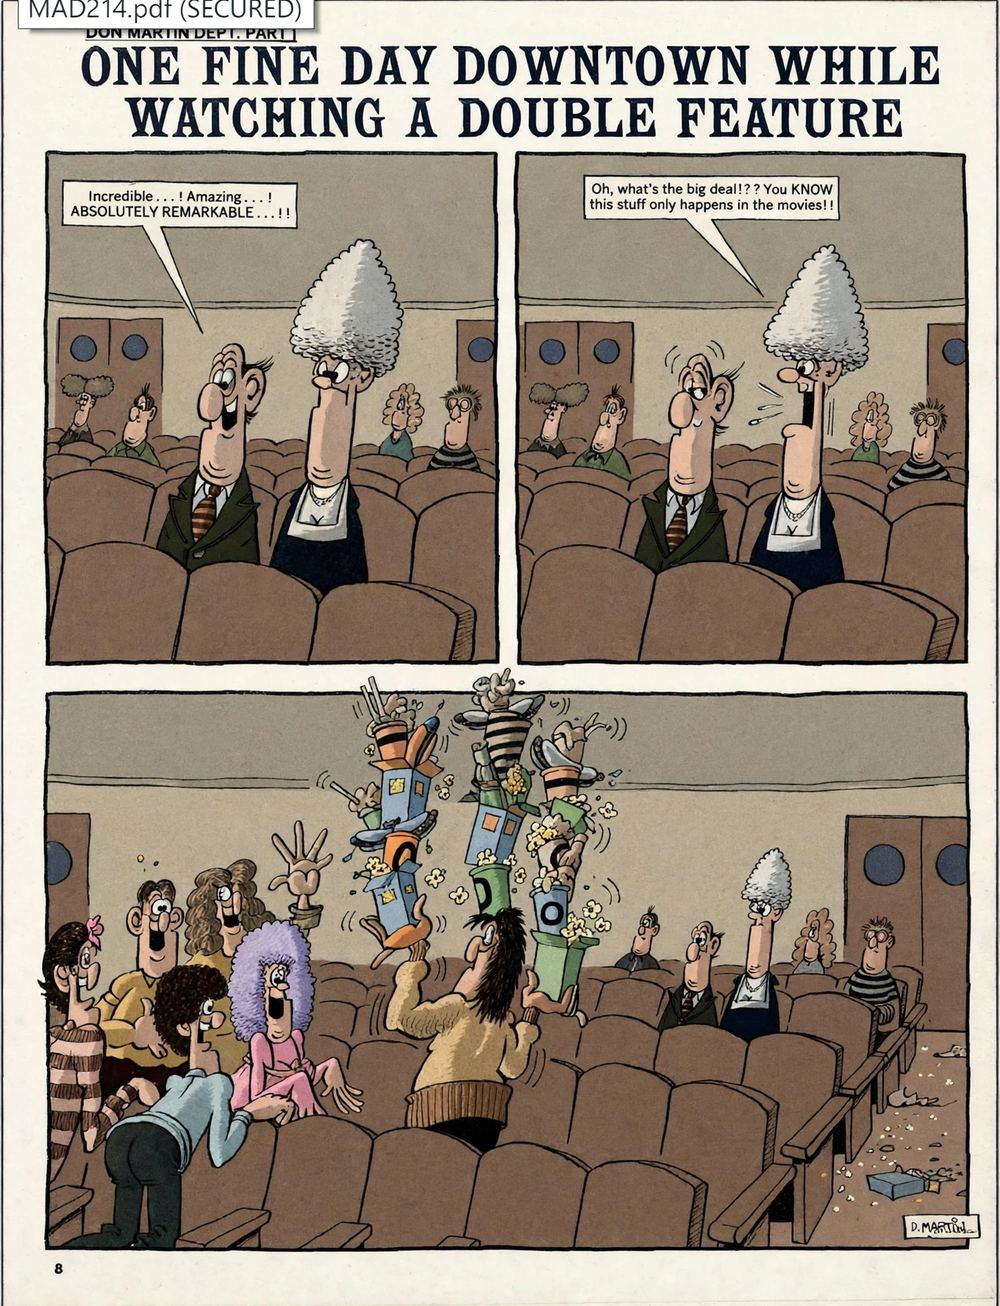 MAD214.pdf (SECURED)
DON MARTIN DEPT. PART I
ONE FINE DAY DOWNTOWN WHILE
WATCHING A DOUBLE FEATURE
Incredible . . . ! Amazing . . . !
ABSOLUTELY REMARKABLE . . . !!
Oh, what's the big deal!?? You KNOW
this stuff only happens in the movies!!
D. MARTIN
8